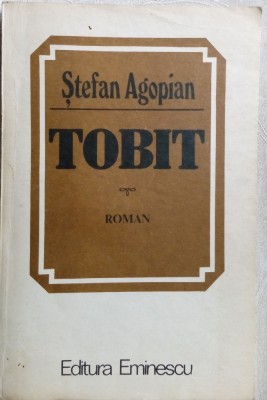 Ștefan Agopian
TOBIT
ROMAN
Editura Eminescu